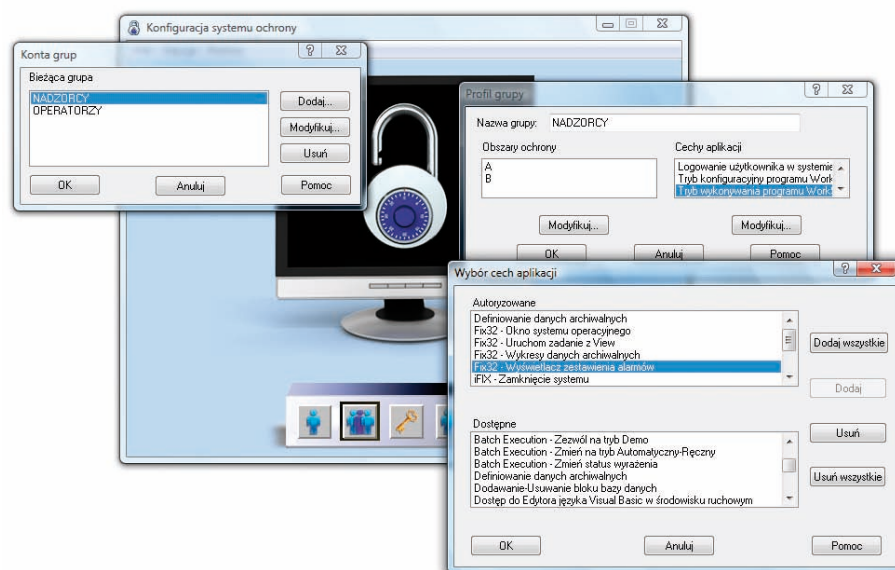 Konfiguracja systemu ochrony
Konta grup
Bieżąca grupa
NADZORCY
OPERATORZY
Dodaj...
Modyfikuj...
Usuń
OK
Anuluj
Pomoc
Profil grupy
Nazwa grupy: NADZORCY
Obszary ochrony
A
B
Cechy aplikacji
Logowanie użytkownika w systemie
Tryb konfiguracyjny programu Work
Tryb wykonywania programu Work
Modyfikuj...
Modyfikuj...
OK
Anuluj
Pomoc
Wybór cech aplikacji
Autoryzowane
Definiowanie danych archiwalnych
Fix32 - Okno systemu operacyjnego
Fix32 - Uruchom zadanie z View
Fix32 - Wykresy danych archiwalnych
Fix32 - Wyświetlacz zestawienia alarmów
iFIX - Zamknięcie systemu
Dodaj wszystkie
Dodaj
Dostępne
Batch Execution - Zezwól na tryb Demo
Batch Execution - Zmień na tryb Automatyczny-Ręczny
Batch Execution - Zmień status wyrażenia
Definiowanie danych archiwalnych
Dodawanie-Usuwanie bloku bazy danych
Dostęp do Edytora języka Visual Basic w środowisku ruchowym
Usuń
Usuń wszystkie
OK
Anuluj
Pomoc